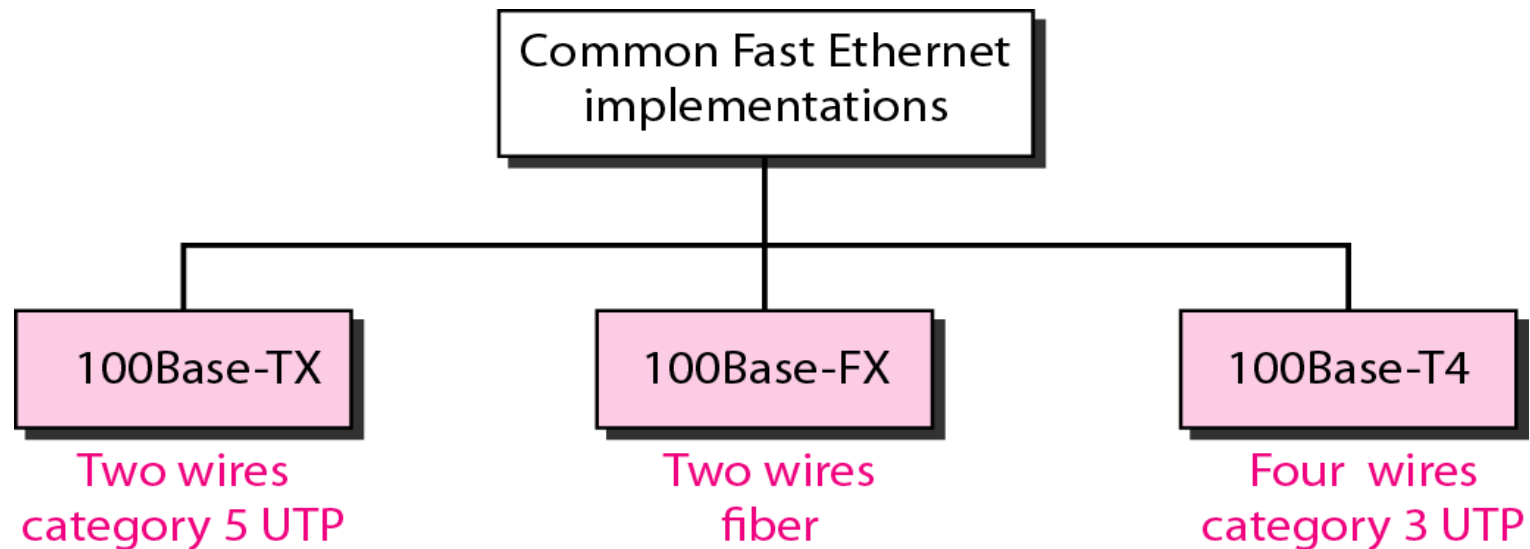 Common Fast Ethernet
implementations
100Base-TX
100Base-FX
100Base-T4
Two wires
category 5 UTP
Two wires
fiber
Four wires
category 3 UTP